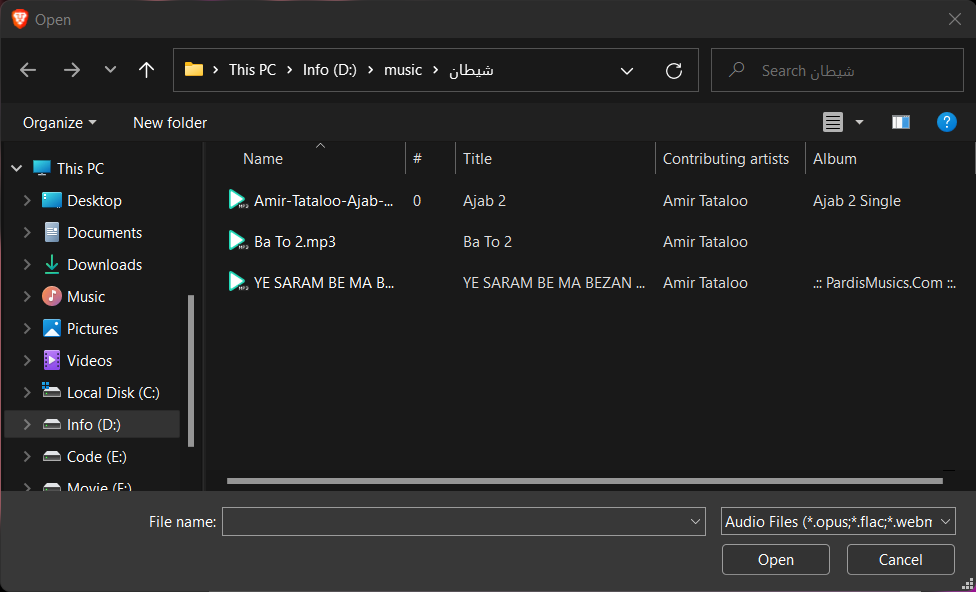 Open
This PC > Info (D:) > music > شیطان
Search شیطان
Organize New folder ?
Name # Title Contributing artists Album
This PC
Desktop
Documents
Downloads
Music
Pictures
Videos
Local Disk (C:)
Info (D:)
Code (E:)
Movie (F:)
Amir-Tataloo-Ajab-... 0 Ajab 2 Amir Tataloo Ajab 2 Single
Ba To 2.mp3 Ba To 2 Amir Tataloo
YE SARAM BE MA B... YE SARAM BE MA BEZAN ... Amir Tataloo .:: PardisMusics.Com ::.
File name: Audio Files (*.opus;*.flac;*.webm
Open Cancel